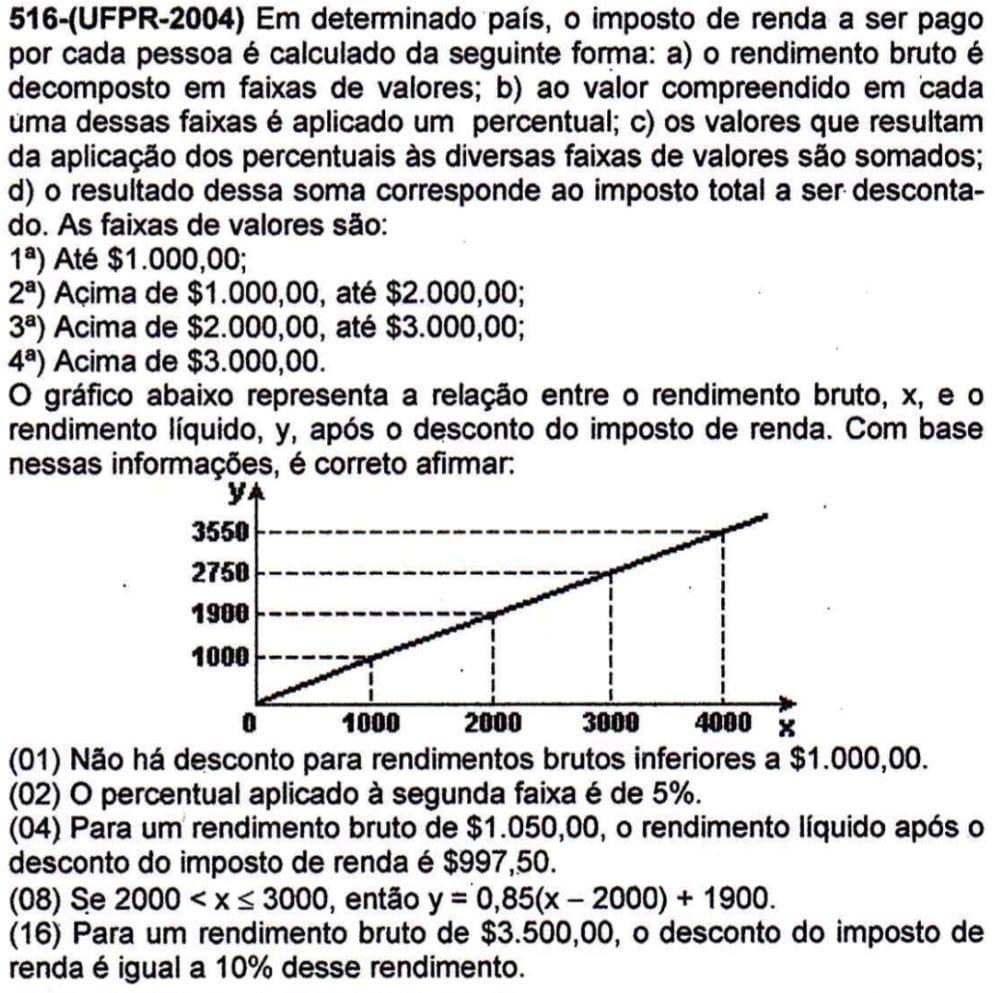 516-(UFPR-2004) Em determinado país, o imposto de renda a ser pago
por cada pessoa é calculado da seguinte forma: a) o rendimento bruto é
decomposto em faixas de valores; b) ao valor compreendido em cada
uma dessas faixas é aplicado um percentual; c) os valores que resultam
da aplicação dos percentuais às diversas faixas de valores são somados;
d) o resultado dessa soma corresponde ao imposto total a ser desconta-
do. As faixas de valores são:
1ª) Até $1.000,00;
2ª) Acima de $1.000,00, até $2.000,00;
3ª) Acima de $2.000,00, até $3.000,00;
4ª) Acima de $3.000,00.
O gráfico abaixo representa a relação entre o rendimento bruto, x, e o
rendimento líquido, y, após o desconto do imposto de renda. Com base
nessas informações, é correto afirmar:
y
3550
2750
1900
1000
0 1000 2000 3000 4000 x
(01) Não há desconto para rendimentos brutos inferiores a $1.000,00.
(02) O percentual aplicado à segunda faixa é de 5%.
(04) Para um rendimento bruto de $1.050,00, o rendimento líquido após o
desconto do imposto de renda é $997,50.
(08) Se 2000 < x ≤ 3000, então y = 0,85(x – 2000) + 1900.
(16) Para um rendimento bruto de $3.500,00, o desconto do imposto de
renda é igual a 10% desse rendimento.